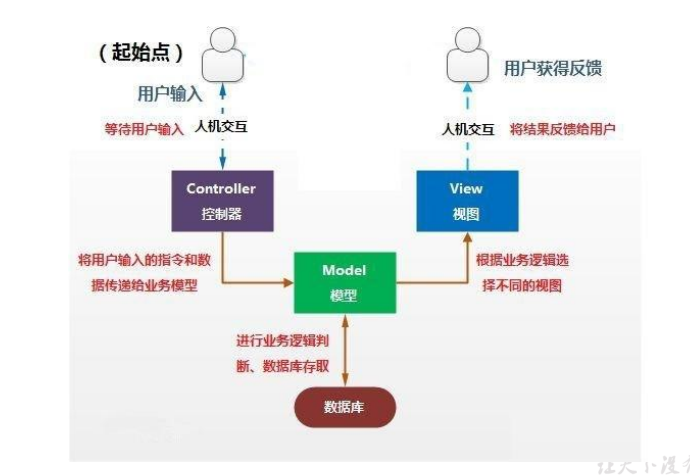 （起始点）
用户输入
用户获得反馈
等待用户输入
人机交互
人机交互
将结果反馈给用户
Controller
控制器
View
视图
将用户输入的指令和数
据传递给业务模型
Model
模型
根据业务逻辑选
择不同的视图
进行业务逻辑判
断、数据库存取
数据库